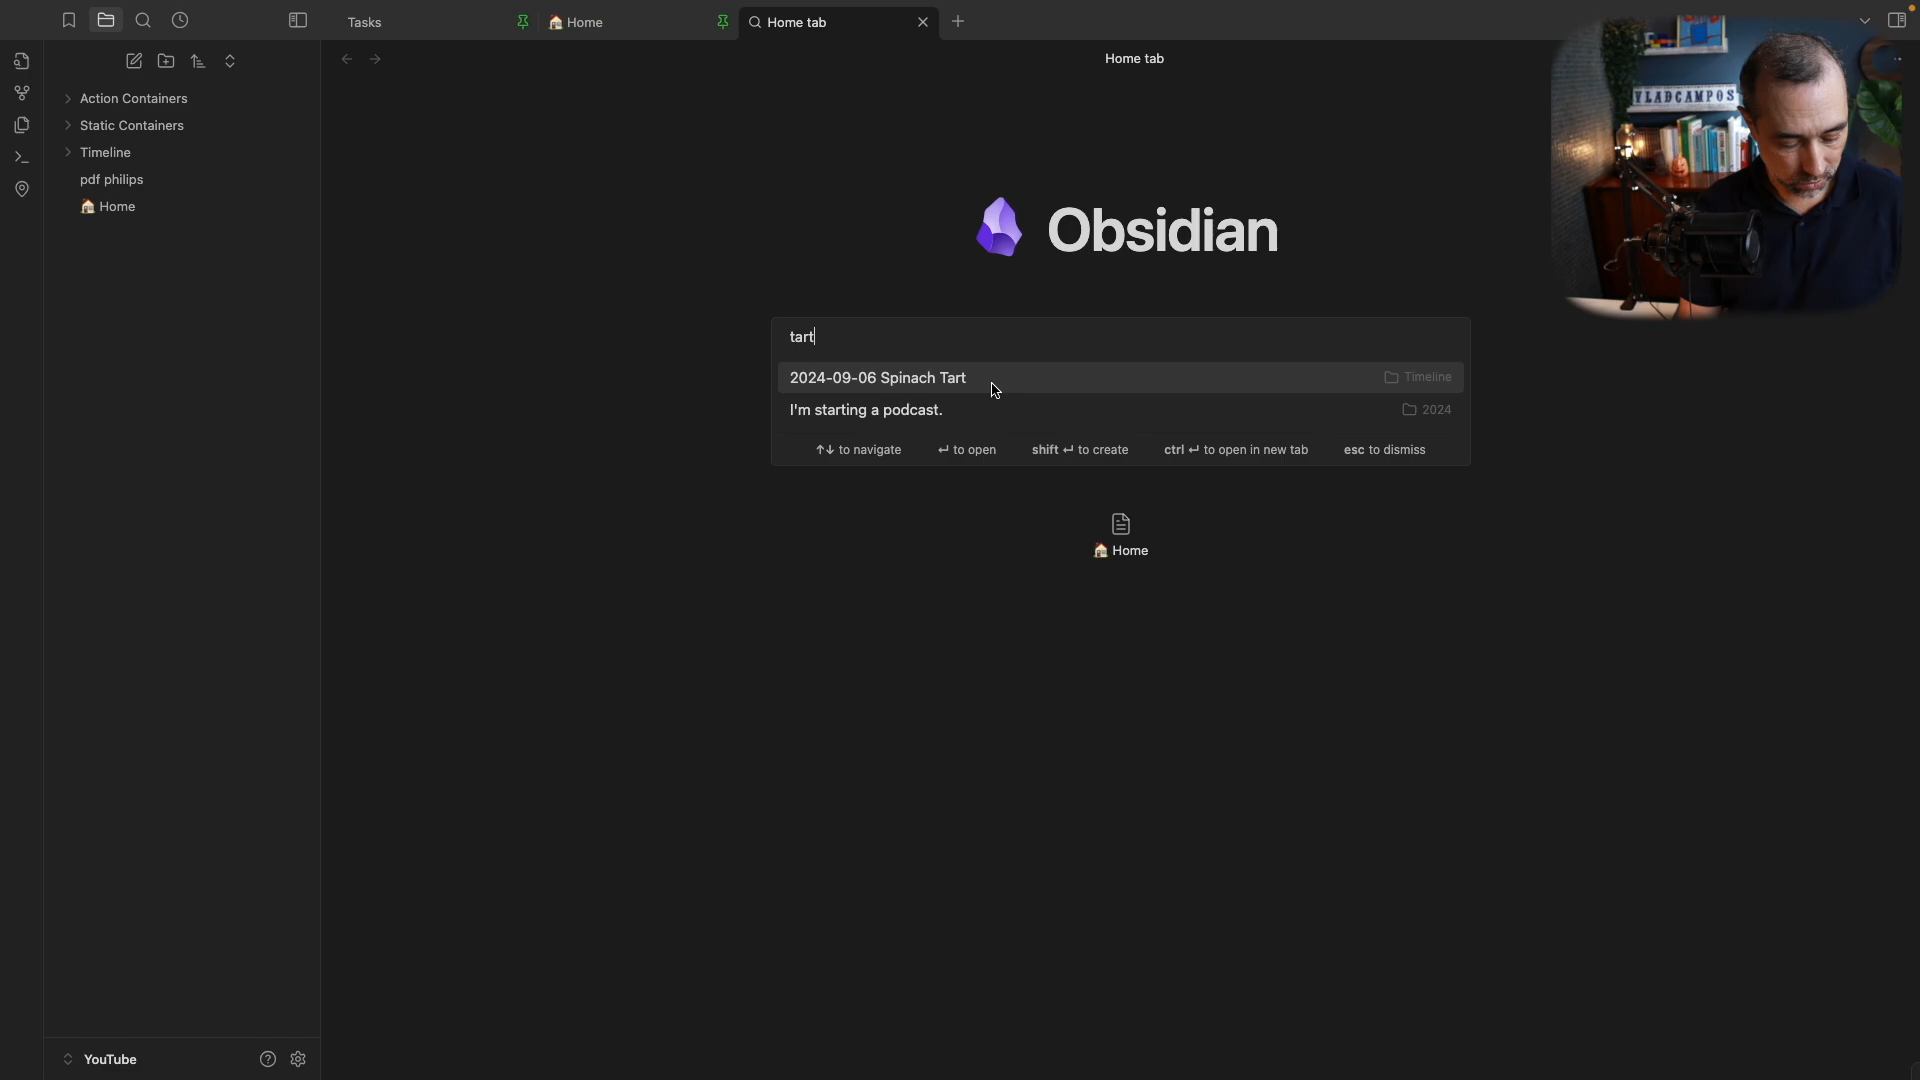 Tasks
🏠 Home
Home tab
Home tab
Action Containers
Static Containers
Timeline
pdf philips
🏠 Home
VLADCAMPOS
Obsidian
tart
2024-09-06 Spinach Tart Timeline
I'm starting a podcast. 2024
↑↓ to navigate ↵ to open shift ↵ to create ctrl ↵ to open in new tab esc to dismiss
🏠 Home
YouTube